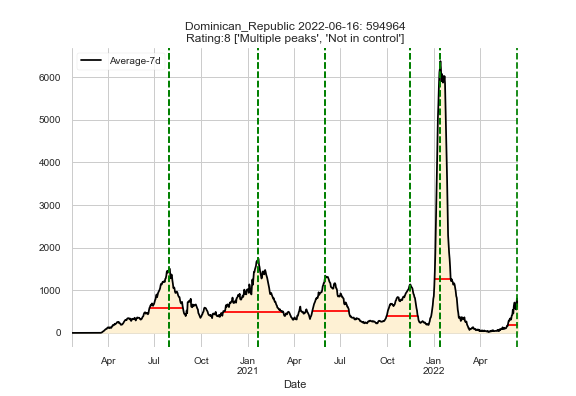 Dominican_Republic 2022-06-16: 594964
Rating:8 ['Multiple peaks', 'Not in control']
Average-7d
6000
5000
4000
3000
2000
1000
0
Apr Jul Oct Jan Apr Jul Oct Jan Apr
2021 2022
Date